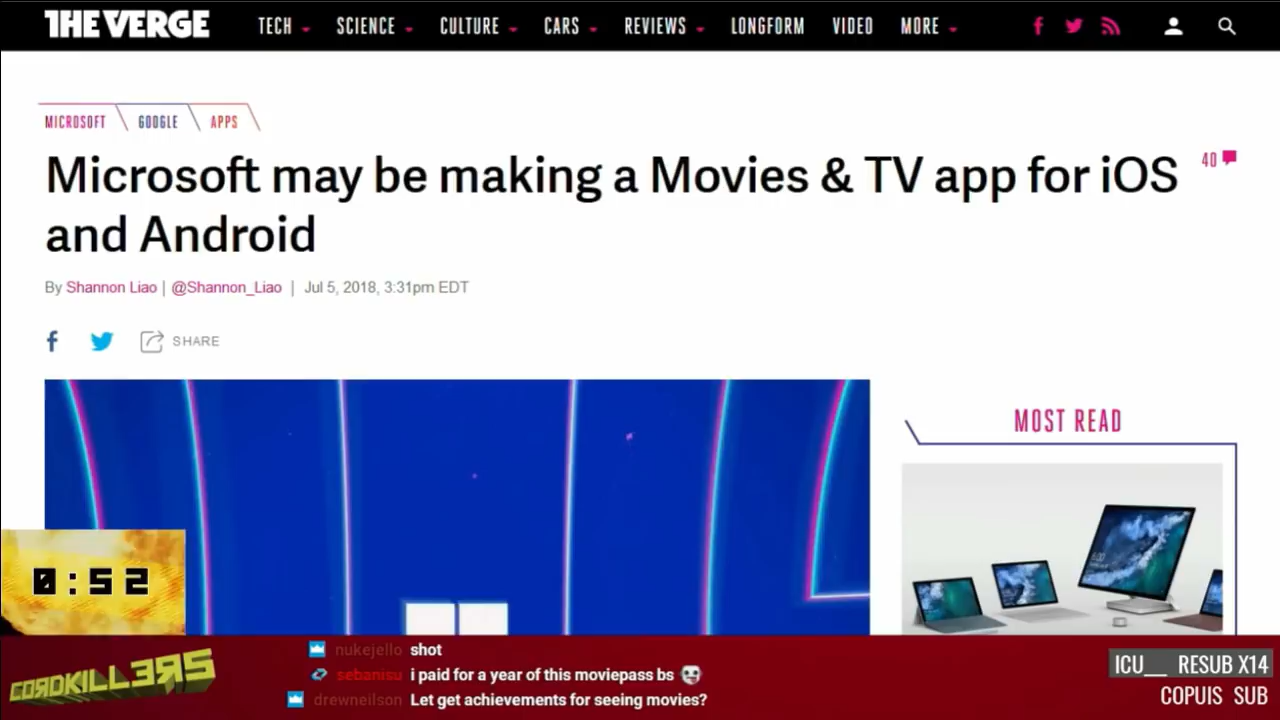 THE VERGE
TECH SCIENCE CULTURE CARS REVIEWS LONGFORM VIDEO MORE
MICROSOFT GOOGLE APPS
Microsoft may be making a Movies & TV app for iOS
and Android
40
By Shannon Liao | @Shannon_Liao | Jul 5, 2018, 3:31pm EDT
SHARE
MOST READ
0:52
CORDKILLERS
nukejello shot
sebanisu i paid for a year of this moviepass bs
drewneilson Let get achievements for seeing movies?
ICU__ RESUB X14
COPUIS SUB